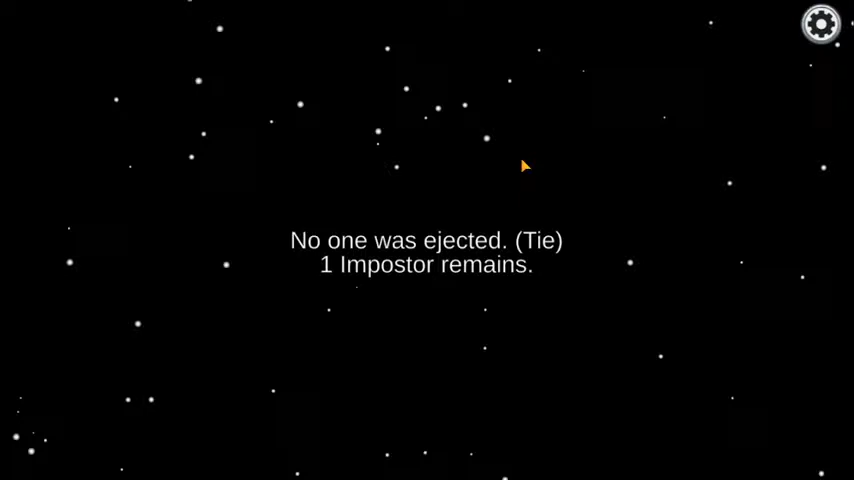 No one was ejected. (Tie)
1 Impostor remains.